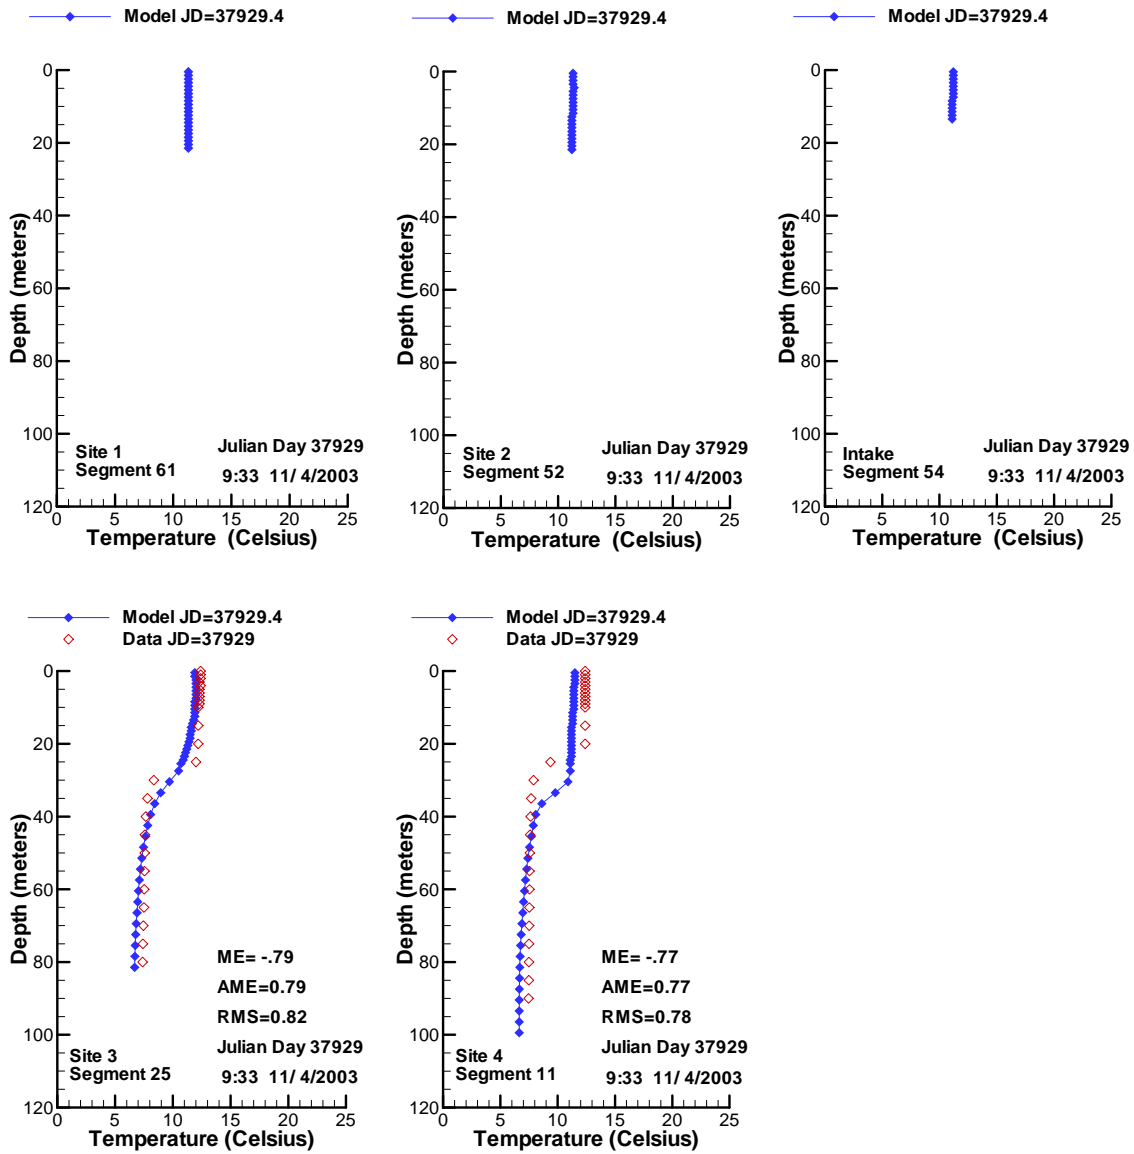 Model JD=37929.4
0
20
40
60
80
100
120
Depth (meters)
Site 1
Segment 61
Julian Day 37929
9:33 11/ 4/2003
0 5 10 15 20 25
Temperature (Celsius)
Model JD=37929.4
0
20
40
60
80
100
120
Depth (meters)
Site 2
Segment 52
Julian Day 37929
9:33 11/ 4/2003
0 5 10 15 20 25
Temperature (Celsius)
Model JD=37929.4
0
20
40
60
80
100
120
Depth (meters)
Intake
Segment 54
Julian Day 37929
9:33 11/ 4/2003
0 5 10 15 20 25
Temperature (Celsius)
Model JD=37929.4
Data JD=37929
0
20
40
60
80
100
120
Depth (meters)
ME= -.79
AME=0.79
RMS=0.82
Site 3
Segment 25
Julian Day 37929
9:33 11/ 4/2003
0 5 10 15 20 25
Temperature (Celsius)
Model JD=37929.4
Data JD=37929
0
20
40
60
80
100
120
Depth (meters)
ME= -.77
AME=0.77
RMS=0.78
Site 4
Segment 11
Julian Day 37929
9:33 11/ 4/2003
0 5 10 15 20 25
Temperature (Celsius)